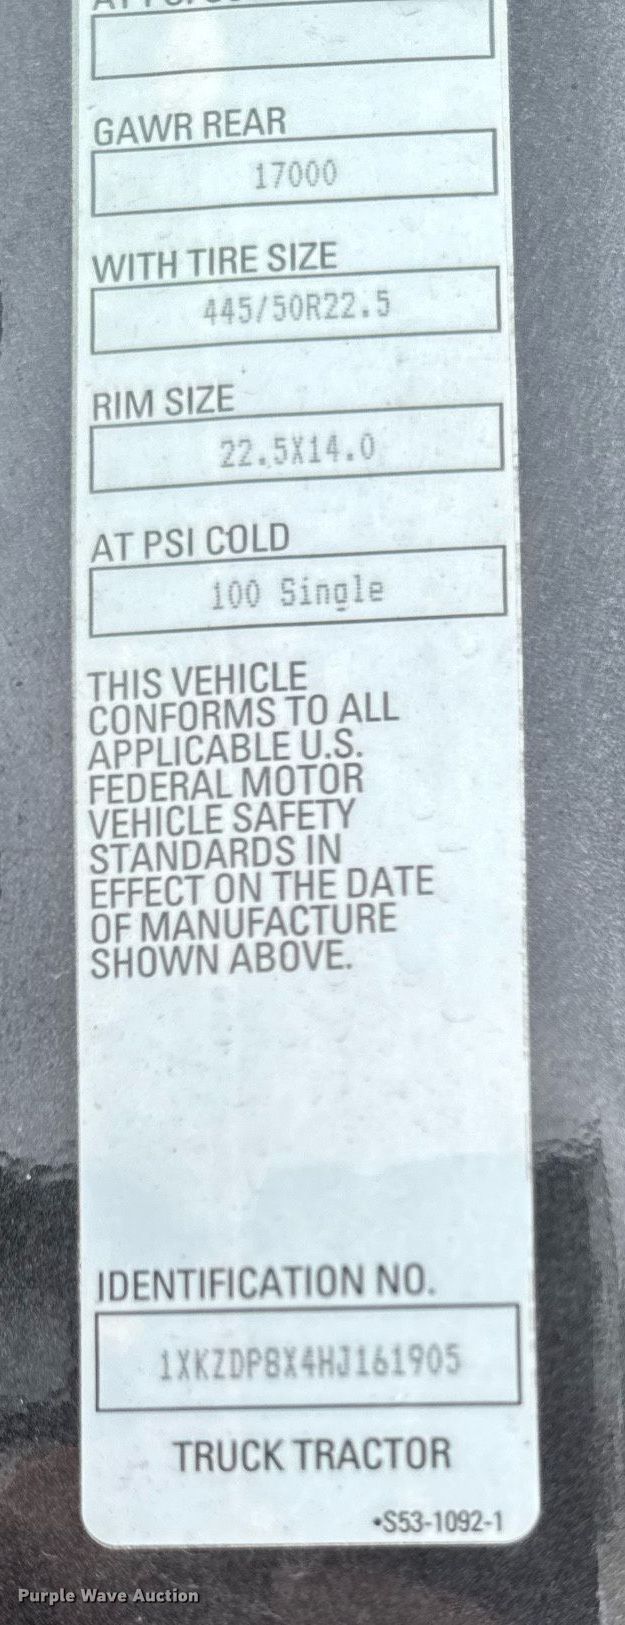 GAWR REAR
17000
WITH TIRE SIZE
445/50R22.5
RIM SIZE
22.5X14.0
AT PSI COLD
100 Single
THIS VEHICLE
CONFORMS TO ALL
APPLICABLE U.S.
FEDERAL MOTOR
VEHICLE SAFETY
STANDARDS IN
EFFECT ON THE DATE
OF MANUFACTURE
SHOWN ABOVE.
IDENTIFICATION NO.
1XKZDP8X4HJ161905
TRUCK TRACTOR
•S53-1092-1
Purple Wave Auction